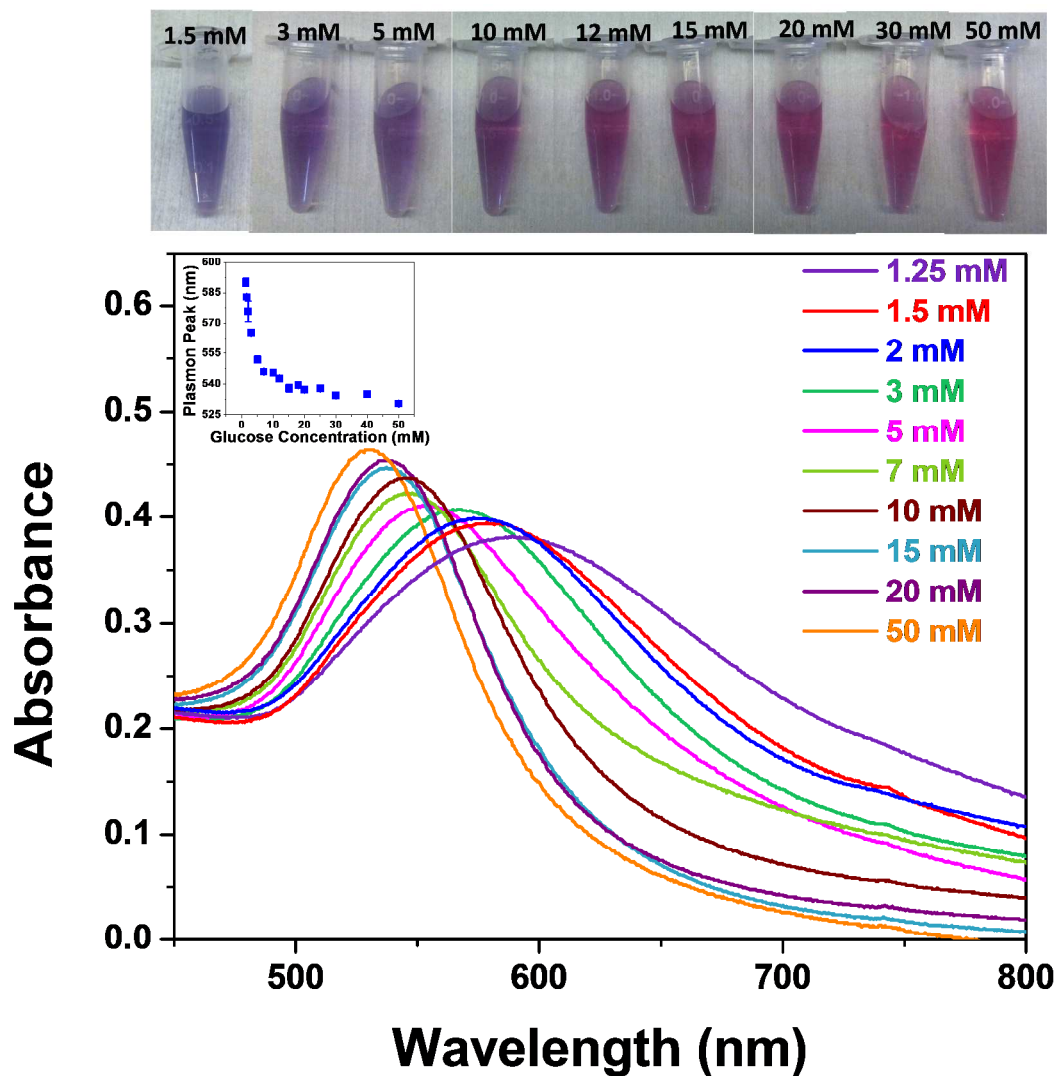 1.5 mM 3 mM 5 mM 10 mM 12 mM 15 mM 20 mM 30 mM 50 mM
600
585
570
555
540
525
Plasmon Peak (nm)
0 10 20 30 40 50
Glucose Concentration (mM)
1.25 mM
1.5 mM
2 mM
3 mM
5 mM
7 mM
10 mM
15 mM
20 mM
50 mM
0.6
0.5
0.4
0.3
0.2
0.1
0.0
Absorbance
500 600 700 800
Wavelength (nm)